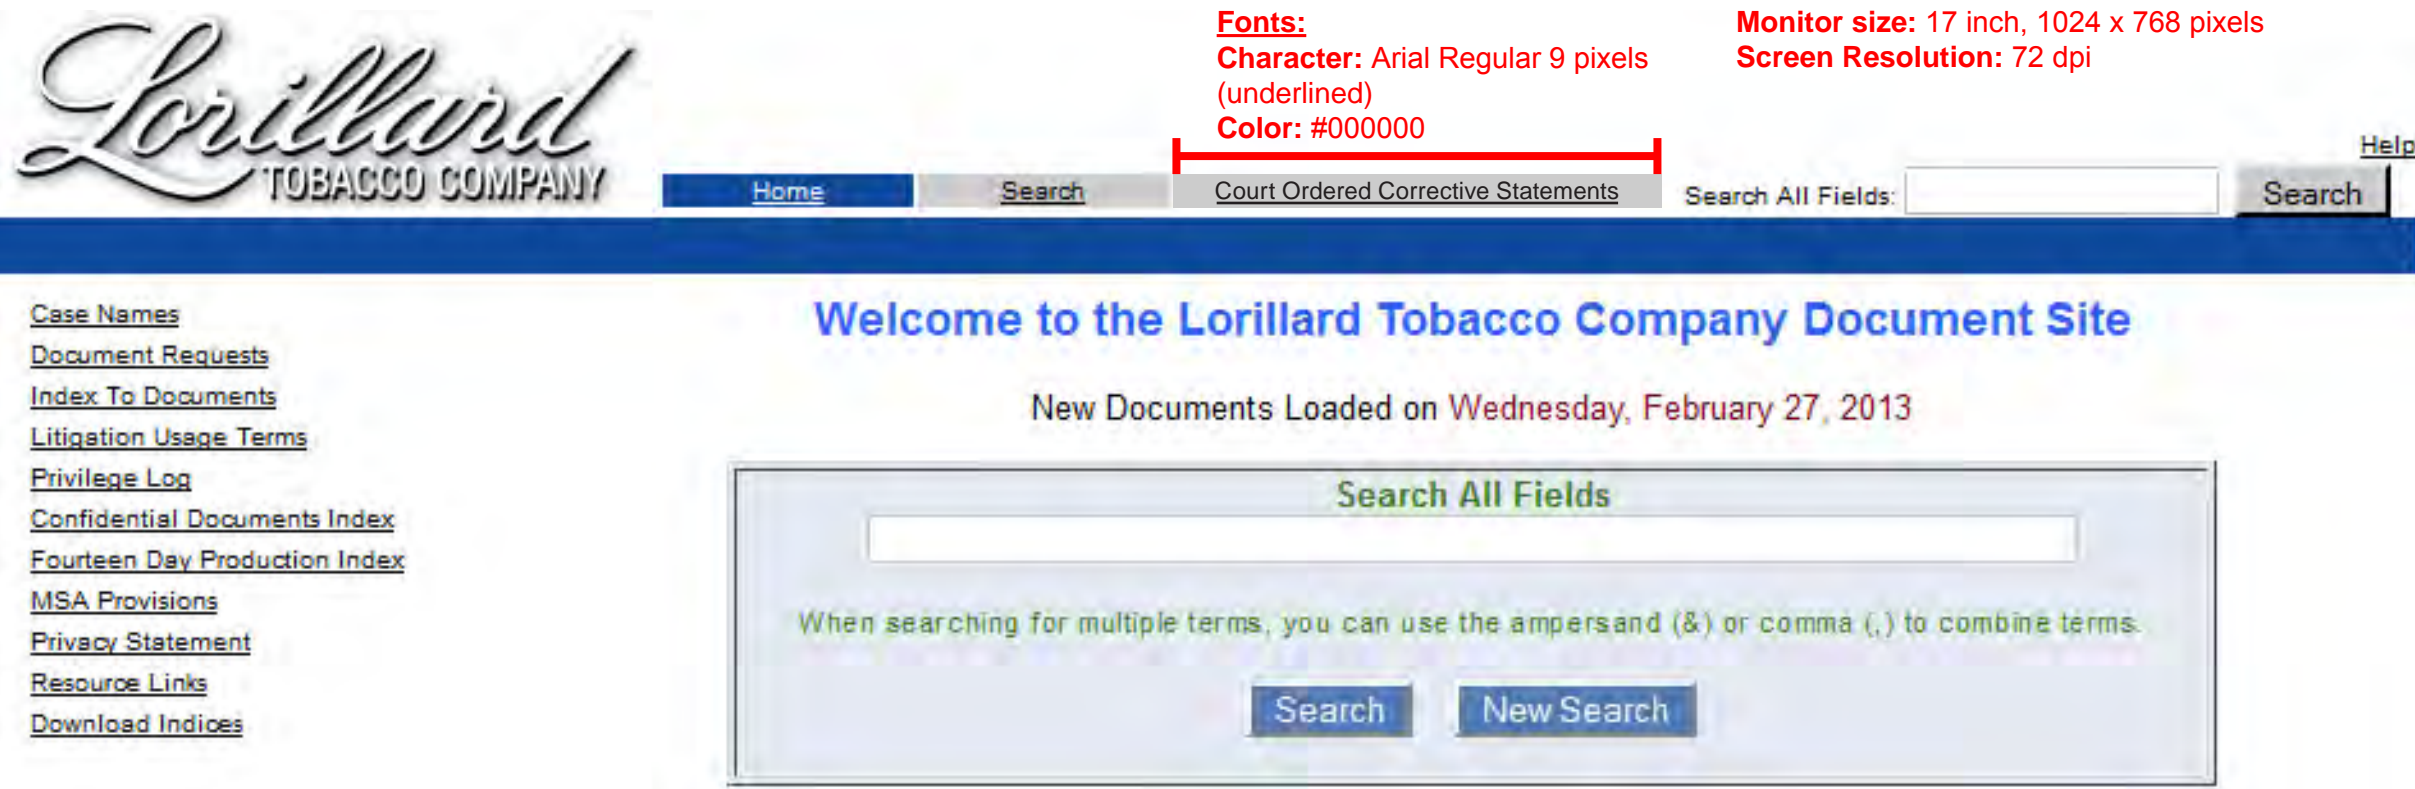 Lorillard
TOBACCO COMPANY
Fonts:
Character: Arial Regular 9 pixels
(underlined)
Color: #000000
Monitor size: 17 inch, 1024 x 768 pixels
Screen Resolution: 72 dpi
Help
Home Search Court Ordered Corrective Statements Search All Fields: Search
Case Names
Document Requests
Index To Documents
Litigation Usage Terms
Privilege Log
Confidential Documents Index
Fourteen Day Production Index
MSA Provisions
Privacy Statement
Resource Links
Download Indices
Welcome to the Lorillard Tobacco Company Document Site
New Documents Loaded on Wednesday, February 27, 2013
Search All Fields
When searching for multiple terms, you can use the ampersand (&) or comma (,) to combine terms.
Search New Search